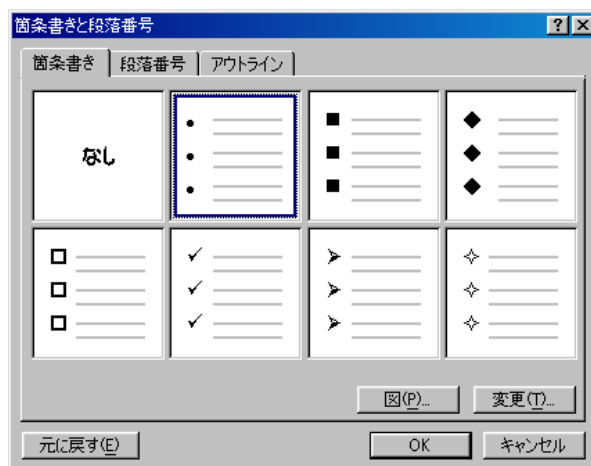 箇条書きと段落番号
箇条書き 段落番号 アウトライン
なし
図(P)... 変更(T)...
元に戻す(E) OK キャンセル